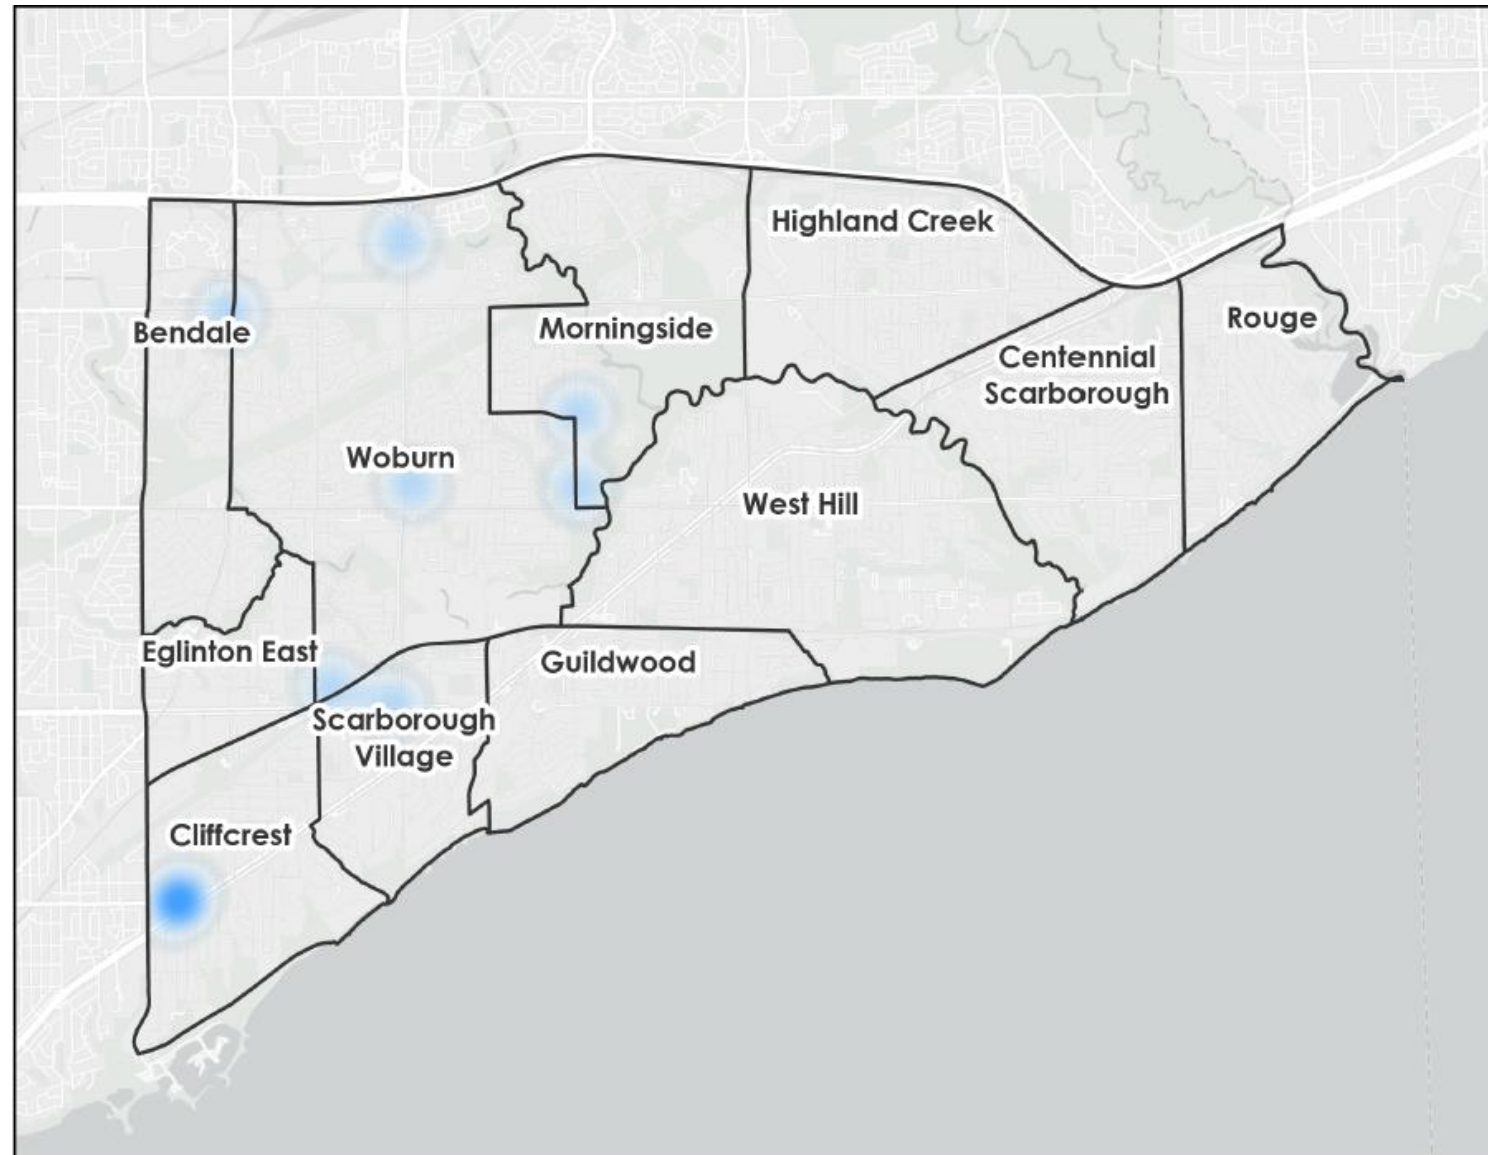 Highland Creek
Rouge
Bendale
Morningside
Centennial
Scarborough
Woburn
West Hill
Eglinton East
Guildwood
Scarborough
Village
Cliffcrest